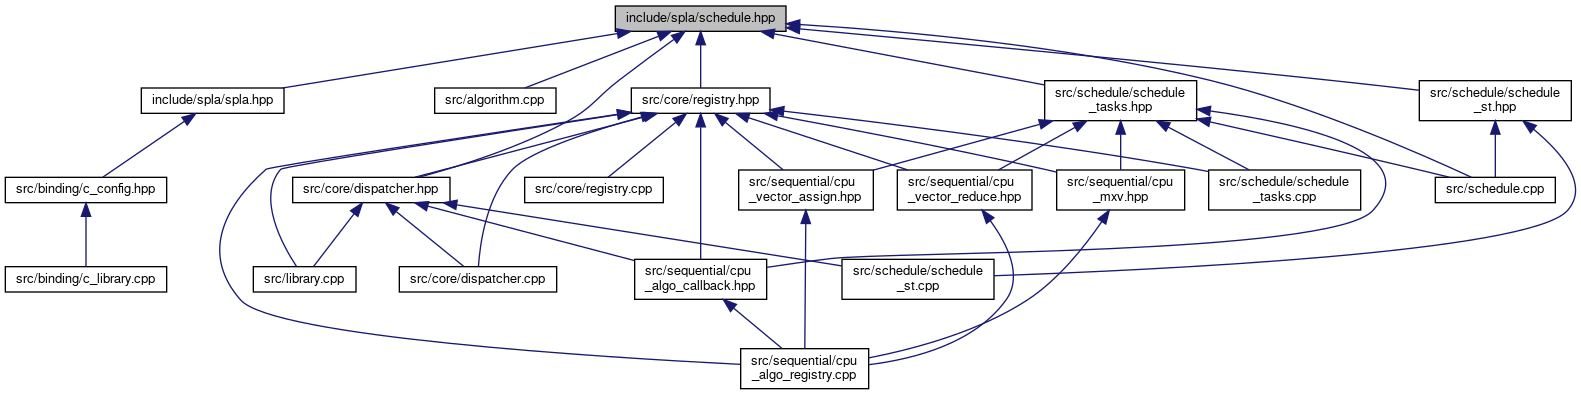 include/spla/schedule.hpp
include/spla/spla.hpp
src/algorithm.cpp
src/core/registry.hpp
src/schedule/schedule
_tasks.hpp
src/schedule/schedule
_st.hpp
src/binding/c_config.hpp
src/core/dispatcher.hpp
src/core/registry.cpp
src/sequential/cpu
_vector_assign.hpp
src/sequential/cpu
_vector_reduce.hpp
src/sequential/cpu
_mxv.hpp
src/schedule/schedule
_tasks.cpp
src/schedule.cpp
src/binding/c_library.cpp
src/library.cpp
src/core/dispatcher.cpp
src/sequential/cpu
_algo_callback.hpp
src/schedule/schedule
_st.cpp
src/sequential/cpu
_algo_registry.cpp